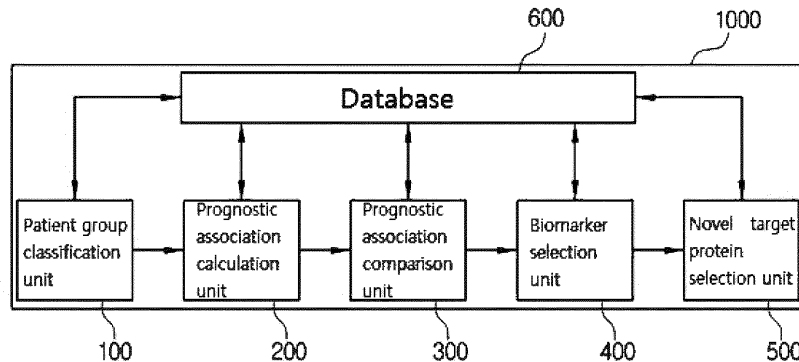 600
1000
Database
Patient group
classification
unit
Prognostic
association
calculation
unit
Prognostic
association
comparison
unit
Biomarker
selection
unit
Novel target
protein
selection unit
100
200
300
400
500